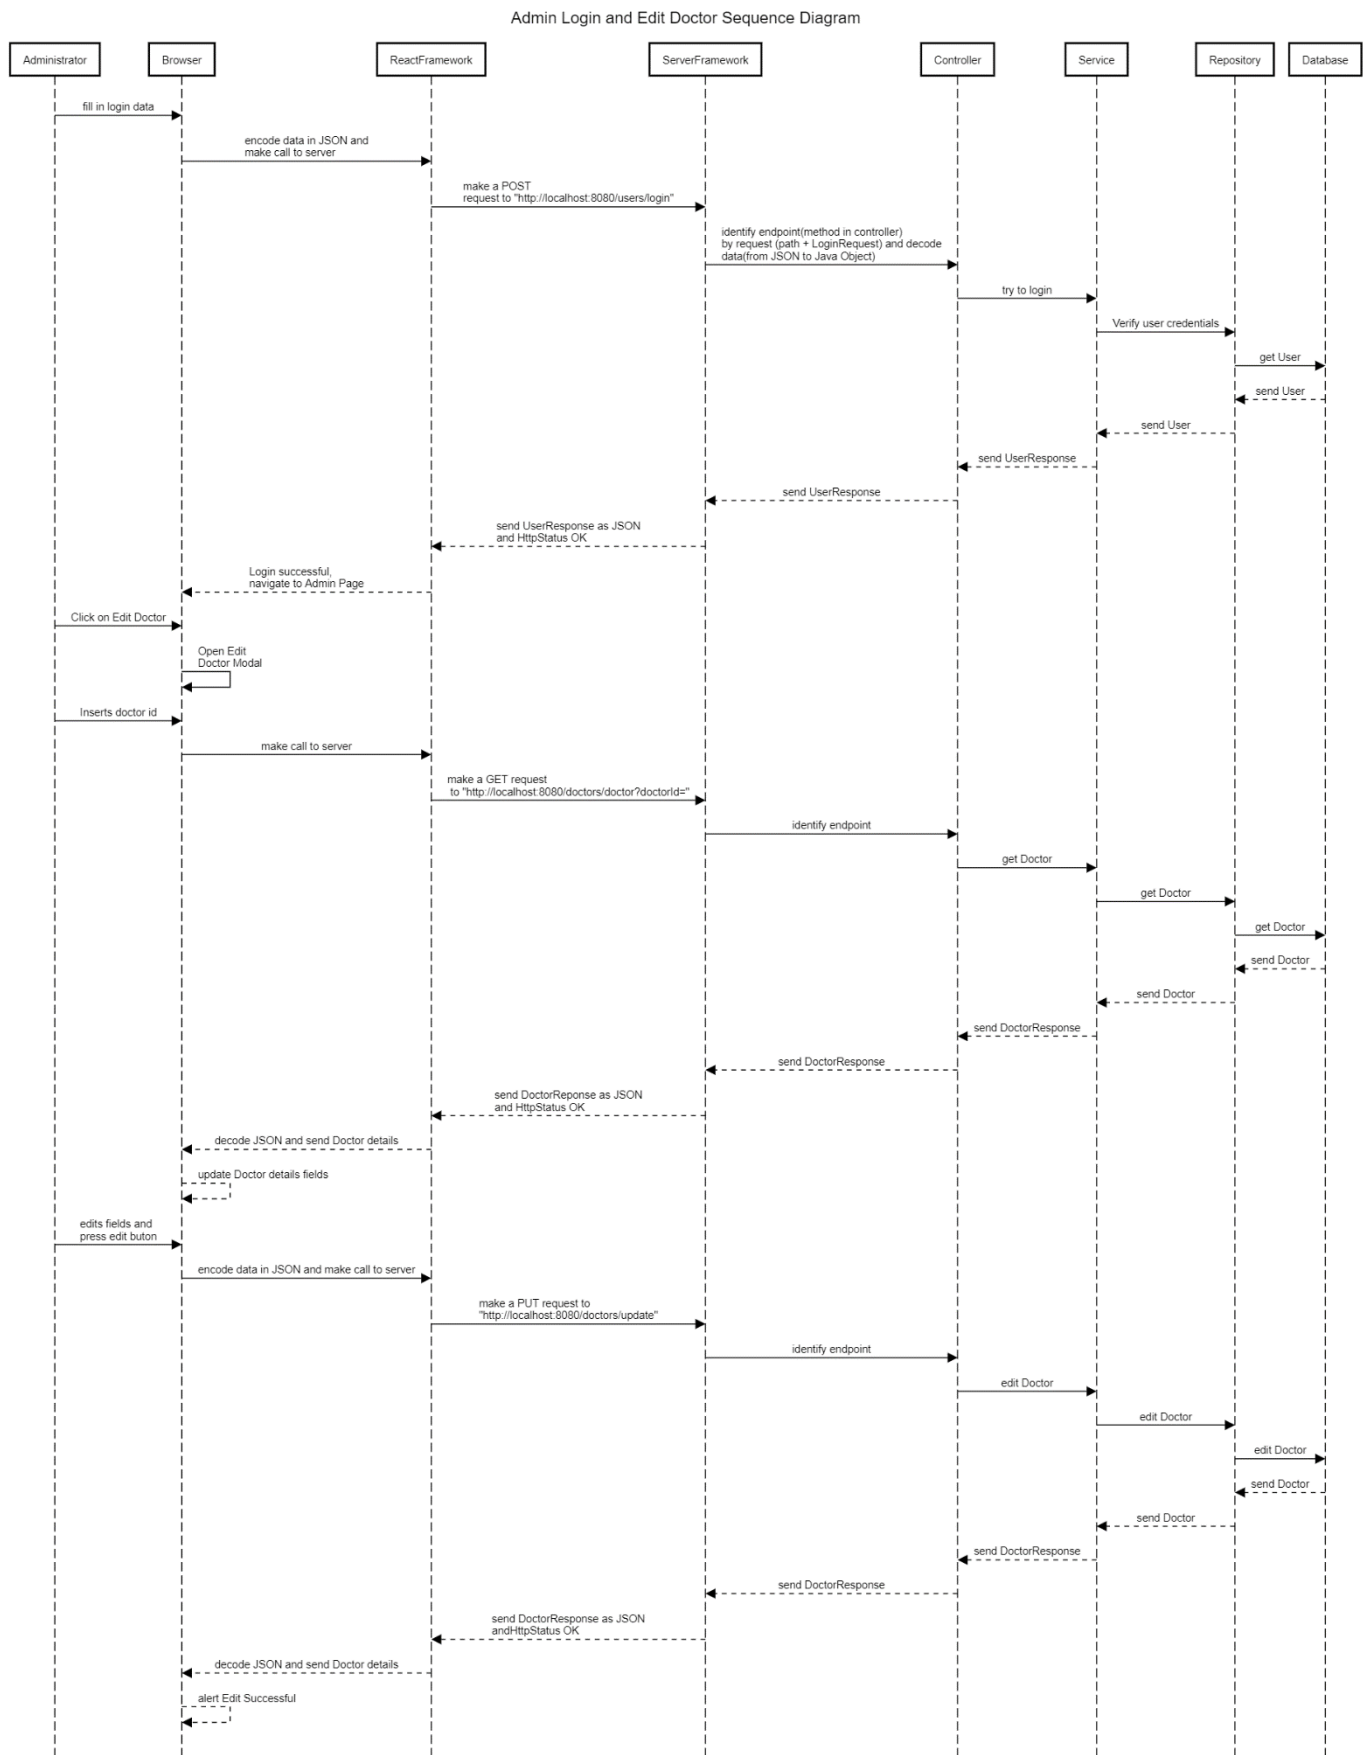 Admin Login and Edit Doctor Sequence Diagram
Administrator
Browser
ReactFramework
ServerFramework
Controller
Service
Repository
Database
fill in login data
encode data in JSON and
make call to server
make a POST
request to "http://localhost:8080/users/login"
identify endpoint(method in controller)
by request (path + LoginRequest) and decode
data(from JSON to Java Object)
try to login
Verify user credentials
get User
send User
send User
send UserResponse
send UserResponse
send UserResponse as JSON
and HttpStatus OK
Login successful,
navigate to Admin Page
Click on Edit Doctor
Open Edit
Doctor Modal
Inserts doctor id
make call to server
make a GET request
to "http://localhost:8080/doctors/doctor?doctorId="
identify endpoint
get Doctor
get Doctor
get Doctor
send Doctor
send Doctor
send DoctorResponse
send DoctorResponse
send DoctorReponse as JSON
and HttpStatus OK
decode JSON and send Doctor details
update Doctor details fields
edits fields and
press edit buton
encode data in JSON and make call to server
make a PUT request to
"http://localhost:8080/doctors/update"
identify endpoint
edit Doctor
edit Doctor
edit Doctor
send Doctor
send Doctor
send DoctorResponse
send DoctorResponse
send DoctorResponse as JSON
andHttpStatus OK
decode JSON and send Doctor details
alert Edit Successful